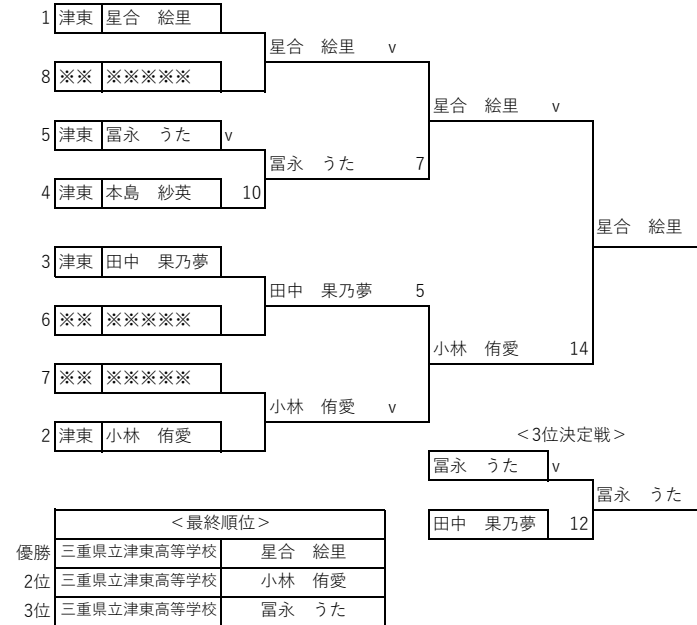 1 津東 星合　絵里
星合　絵里 v
8 ※※ ※※※※※
星合　絵里 v
5 津東 冨永　うた v
冨永　うた 7
4 津東 本島　紗英 10
星合　絵里
3 津東 田中　果乃夢
田中　果乃夢 5
6 ※※ ※※※※※
小林　侑愛 14
7 ※※ ※※※※※
小林　侑愛 v
2 津東 小林　侑愛
＜3位決定戦＞
冨永　うた v
冨永　うた
田中　果乃夢 12
＜最終順位＞
優勝 三重県立津東高等学校 星合　絵里
2位 三重県立津東高等学校 小林　侑愛
3位 三重県立津東高等学校 冨永　うた